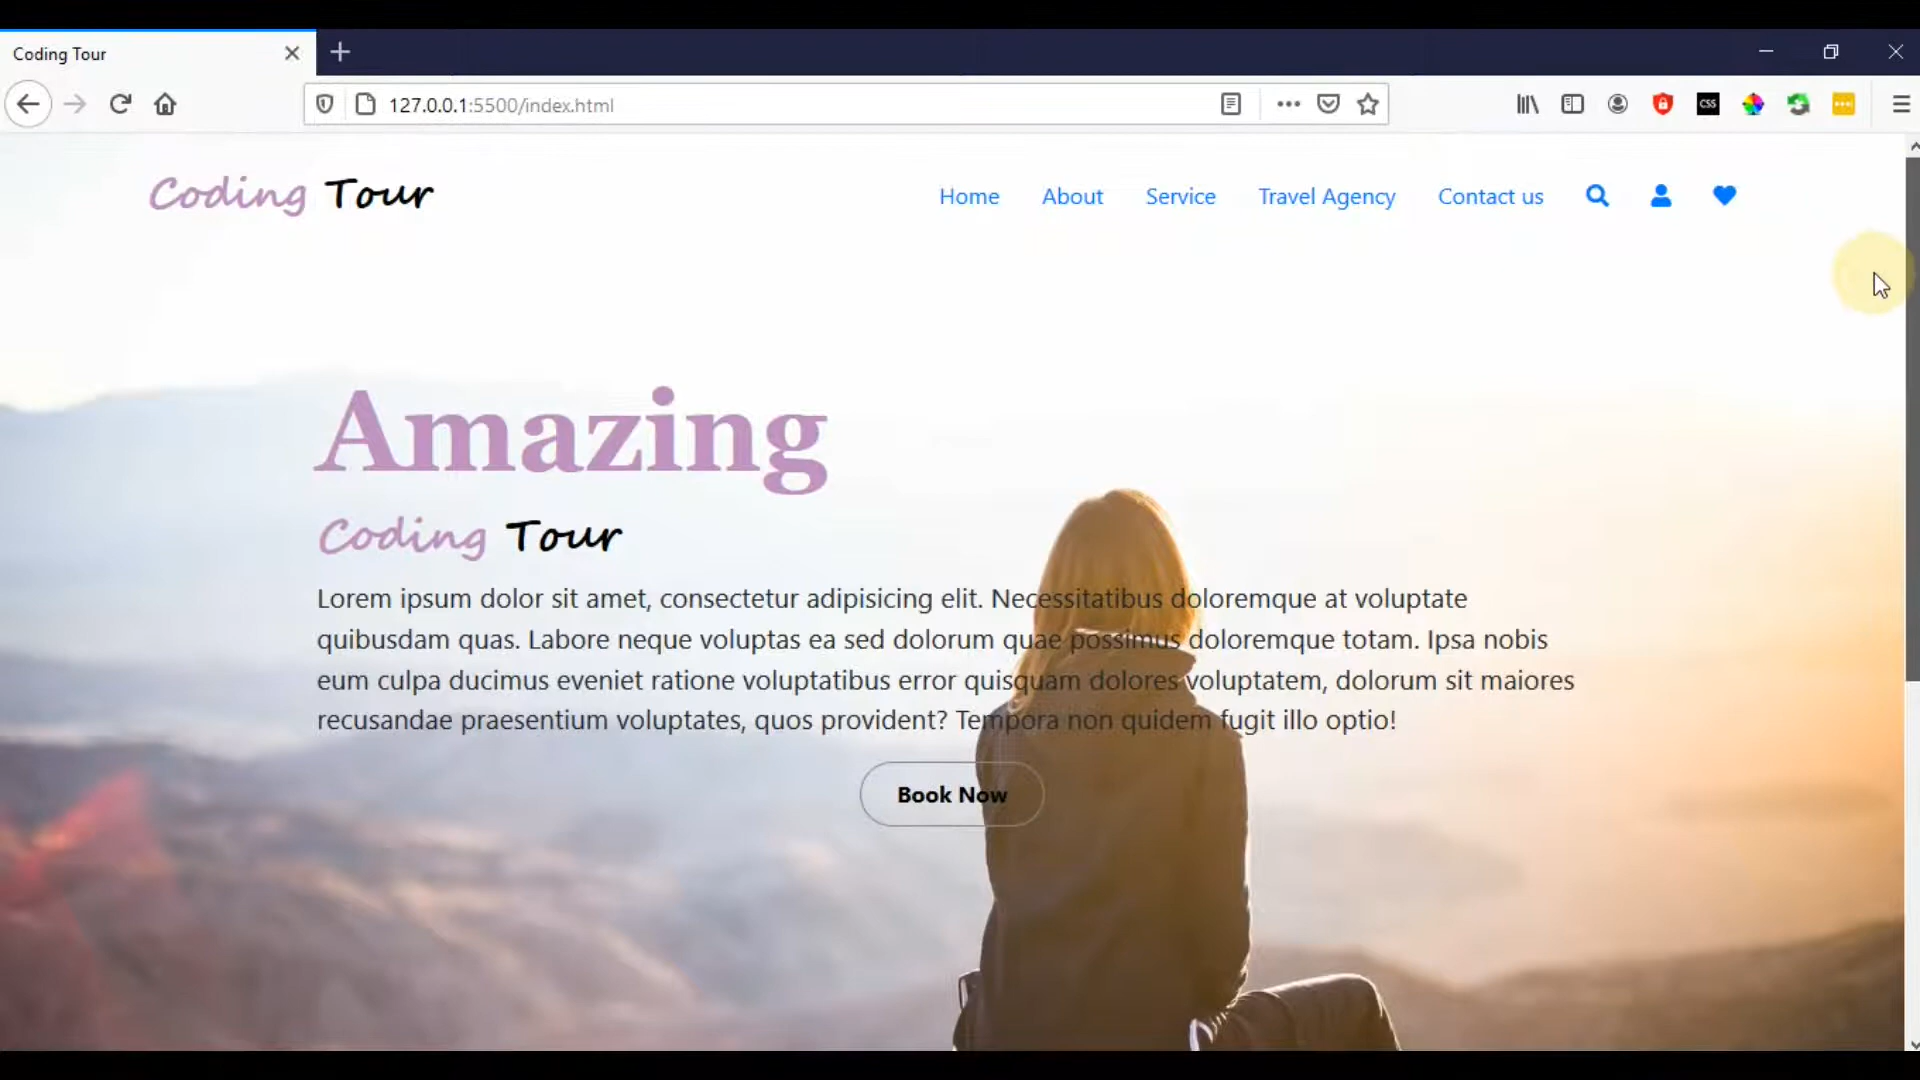 Coding Tour
127.0.0.1:5500/index.html
CSS
Coding Tour
Home About Service Travel Agency Contact us
Amazing
Coding Tour
Lorem ipsum dolor sit amet, consectetur adipisicing elit. Necessitatibus doloremque at voluptate
quibusdam quas. Labore neque voluptas ea sed dolorum quae possimus doloremque totam. Ipsa nobis
eum culpa ducimus eveniet ratione voluptatibus error quisquam dolores voluptatem, dolorum sit maiores
recusandae praesentium voluptates, quos provident? Tempora non quidem fugit illo optio!
Book Now